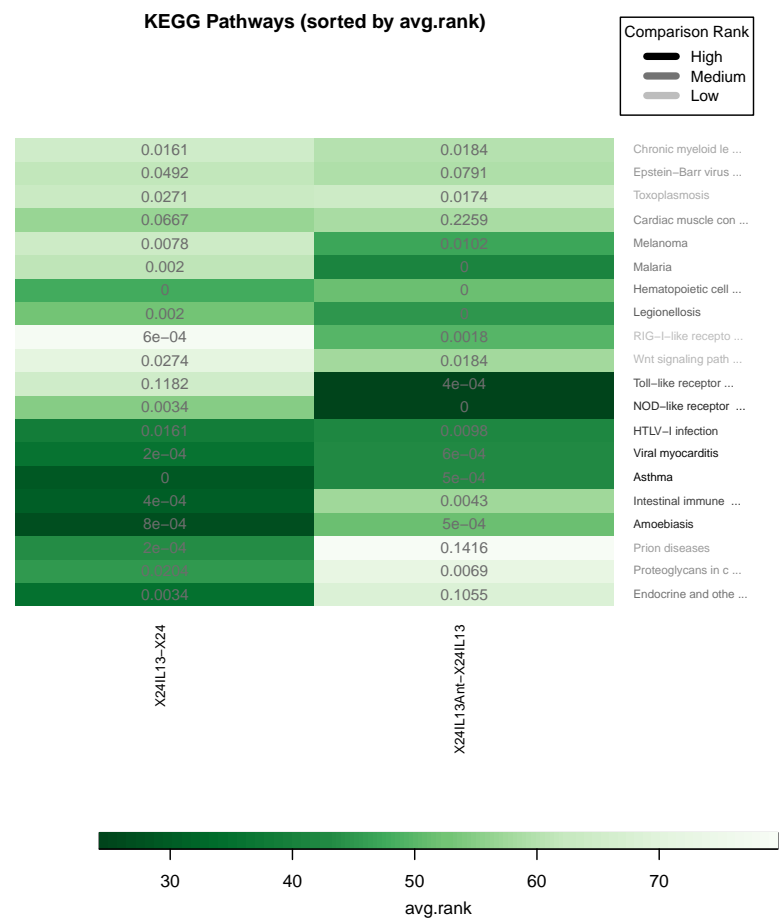 KEGG Pathways (sorted by avg.rank)
Comparison Rank
High
Medium
Low
0.0161 0.0184 Chronic myeloid le ...
0.0492 0.0791 Epstein−Barr virus ...
0.0271 0.0174 Toxoplasmosis
0.0667 0.2259 Cardiac muscle con ...
0.0078 0.0102 Melanoma
0.002 0 Malaria
0 0 Hematopoietic cell ...
0.002 0 Legionellosis
6e−04 0.0018 RIG−I−like recepto ...
0.0274 0.0184 Wnt signaling path ...
0.1182 4e−04 Toll−like receptor ...
0.0034 0 NOD−like receptor ...
0.0161 0.0098 HTLV−I infection
2e−04 6e−04 Viral myocarditis
0 5e−04 Asthma
4e−04 0.0043 Intestinal immune ...
8e−04 5e−04 Amoebiasis
2e−04 0.1416 Prion diseases
0.0069 Proteoglycans in c ...
0.0034 0.1055 Endocrine and othe ...
X24IL13−X24
X24IL13Ant−X24IL13
30 40 50 60 70
avg.rank